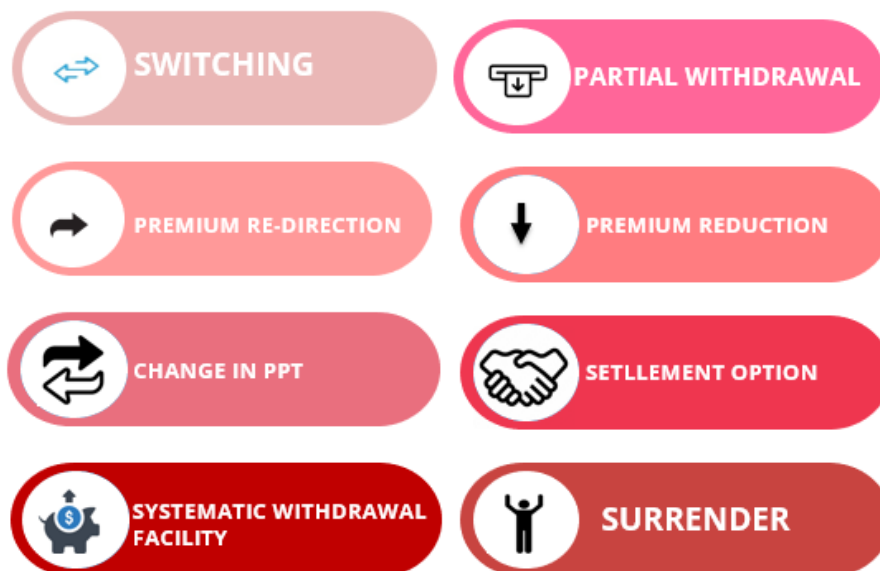 SWITCHING
PARTIAL WITHDRAWAL
PREMIUM RE-DIRECTION
PREMIUM REDUCTION
CHANGE IN PPT
SETLLEMENT OPTION
SYSTEMATIC WITHDRAWAL
FACILITY
SURRENDER
$